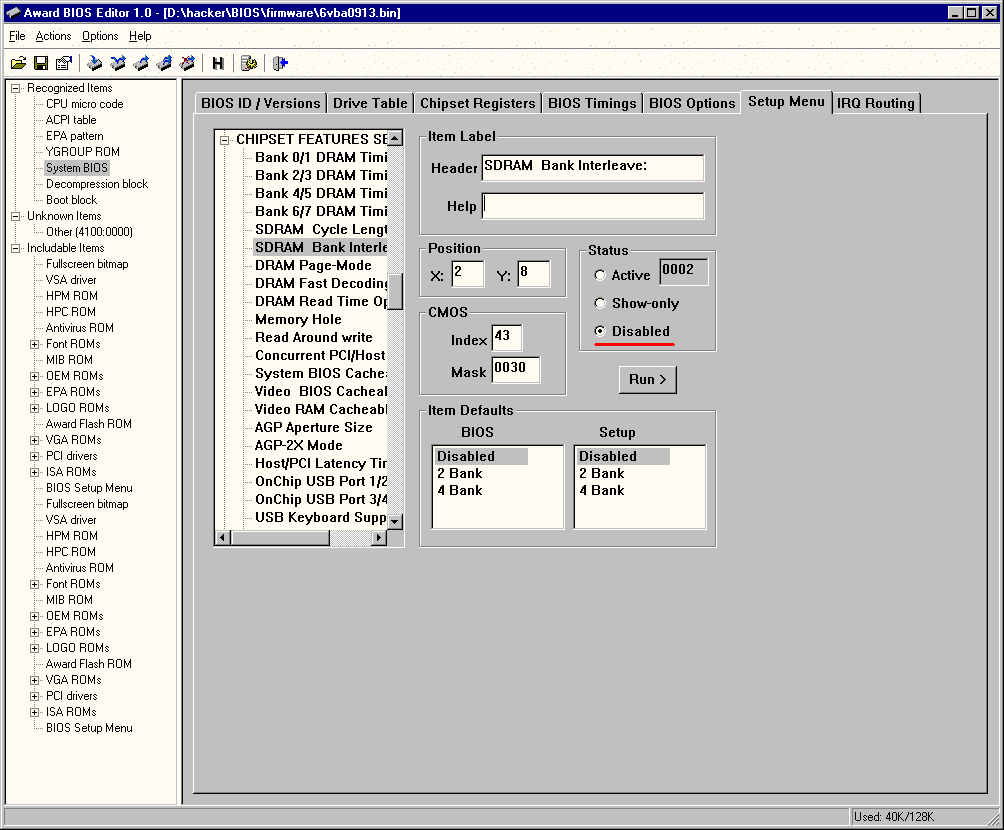 Award BIOS Editor 1.0 - [D:\hacker\BIOS\firmware\6vba0913.bin]
File Actions Options Help
H
Recognized Items
CPU micro code
ACPI table
EPA pattern
YGROUP ROM
System BIOS
Decompression block
Boot block
Unknown Items
Other (4100:0000)
Includable Items
Fullscreen bitmap
VSA driver
HPM ROM
HPC ROM
Antivirus ROM
Font ROMs
MIB ROM
OEM ROMs
EPA ROMs
LOGO ROMs
Award Flash ROM
VGA ROMs
PCI drivers
ISA ROMs
BIOS Setup Menu
Fullscreen bitmap
VSA driver
HPM ROM
HPC ROM
Antivirus ROM
Font ROMs
MIB ROM
OEM ROMs
EPA ROMs
LOGO ROMs
Award Flash ROM
VGA ROMs
PCI drivers
ISA ROMs
BIOS Setup Menu
BIOS ID / Versions Drive Table Chipset Registers BIOS Timings BIOS Options Setup Menu IRQ Routing
CHIPSET FEATURES SE
Bank 0/1 DRAM Timi
Bank 2/3 DRAM Timi
Bank 4/5 DRAM Timi
Bank 6/7 DRAM Timi
SDRAM Cycle Lengt
SDRAM Bank Interle
DRAM Page-Mode
DRAM Fast Decoding
DRAM Read Time Op
Memory Hole
Read Around write
Concurrent PCI/Host
System BIOS Cachea
Video BIOS Cacheal
Video RAM Cacheabl
AGP Aperture Size
AGP-2X Mode
Host/PCI Latency Tir
OnChip USB Port 1/2
OnChip USB Port 3/4
USB Keyboard Supp
Item Label
Header SDRAM Bank Interleave:
Help
Position
X: 2 Y: 8
CMOS
Index 43
Mask 0030
Status
Active 0002
Show-only
Disabled
Run >
Item Defaults
BIOS Setup
Disabled Disabled
2 Bank 2 Bank
4 Bank 4 Bank
Used: 40K/128K